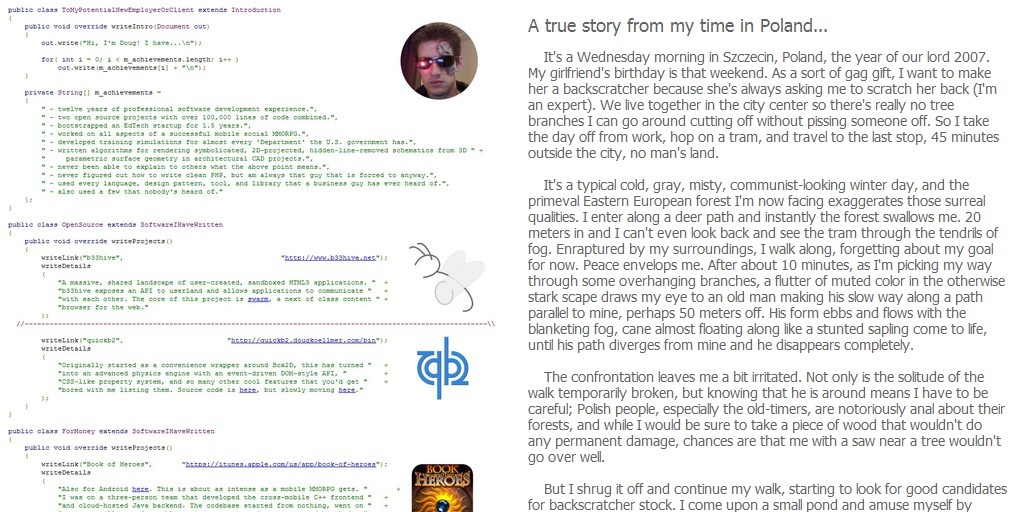 public class ToMyPotentialNewEmployerOrClient extends Introduction
{
public void override writeIntro(Document out)
{
out.write("Hi, I'm Doug! I have...\n");
for( int i = 0; i < m_achievements.length; i++ )
out.write(m_achievements[i] + "\n");
}
private String[] m_achievements =
{
" - twelve years of professional software development experience.",
" - two open source projects with over 100,000 lines of code combined.",
" - bootstrapped an EdTech startup for 1.5 years.",
" - worked on all aspects of a successful mobile social MMORPG.",
" - developed training simulations for almost every 'Department' the U.S. government has.",
" - written algorithms for rendering symbolicated, 2D-projected, hidden-line-removed schematics from 3D " +
" parametric surface geometry in architectural CAD projects.",
" - never been able to explain to others what the above point means.",
" - never figured out how to write clean PHP, but am always that guy that is forced to anyway.",
" - used every language, design pattern, tool, and library that a business guy has ever heard of.",
" - also used a few that nobody's heard of."
};
}
public class OpenSource extends SoftwareIHaveWritten
{
public void override writeProjects()
{
writeLink("b33hive", "http://www.b33hive.net");
writeDetails
(
"A massive, shared landscape of user-created, sandboxed HTML5 applications. " +
"b33hive exposes an API to userland and allows applications to communicate " +
"with each other. The core of this project is swarm, a next of class content " +
"browser for the web."
);
//--------------------------------------------------------------------\\
writeLink("quickb2", "http://quickb2.dougkoellmer.com/bin");
writeDetails
(
"Originally started as a convenience wrapper around Box2D, this has turned " +
"into an advanced physics engine with an event-driven DOM-style API, " +
"CSS-like property system, and so many other cool features that you'd get " +
"bored with me listing them. Source code is here, but slowly moving here."
);
}
}
public class ForMoney extends SoftwareIHaveWritten
{
public void override writeProjects()
{
writeLink("Book of Heroes", "https://itunes.apple.com/us/app/book-of-heroes");
writeDetails
(
"Also for Android here. This is about as intense as a mobile MMORPG gets. " +
"I was on a three-person team that developed the cross-mobile C++ frontend " +
"and cloud-hosted Java backend. The codebase started from nothing, went on " +
BOOK
OF
HEROES
A true story from my time in Poland...
It's a Wednesday morning in Szczecin, Poland, the year of our lord 2007.
My girlfriend's birthday is that weekend. As a sort of gag gift, I want to make
her a backscratcher because she's always asking me to scratch her back (I'm
an expert). We live together in the city center so there's really no tree
branches I can go around cutting off without pissing someone off. So I take
the day off from work, hop on a tram, and travel to the last stop, 45 minutes
outside the city, no man's land.
It's a typical cold, gray, misty, communist-looking winter day, and the
primeval Eastern European forest I'm now facing exaggerates those surreal
qualities. I enter along a deer path and instantly the forest swallows me. 20
meters in and I can't even look back and see the tram through the tendrils of
fog. Enraptured by my surroundings, I walk along, forgetting about my goal
for now. Peace envelops me. After about 10 minutes, as I'm picking my way
through some overhanging branches, a flutter of muted color in the otherwise
stark scape draws my eye to an old man making his slow way along a path
parallel to mine, perhaps 50 meters off. His form ebbs and flows with the
blanketing fog, cane almost floating along like a stunted sapling come to life,
until his path diverges from mine and he disappears completely.
The confrontation leaves me a bit irritated. Not only is the solitude of the
walk temporarily broken, but knowing that he is around means I have to be
careful; Polish people, especially the old-timers, are notoriously anal about their
forests, and while I would be sure to take a piece of wood that wouldn't do
any permanent damage, chances are that me with a saw near a tree wouldn't
go over well.
But I shrug it off and continue my walk, starting to look for good candidates
for backscratcher stock. I come upon a small pond and amuse myself by